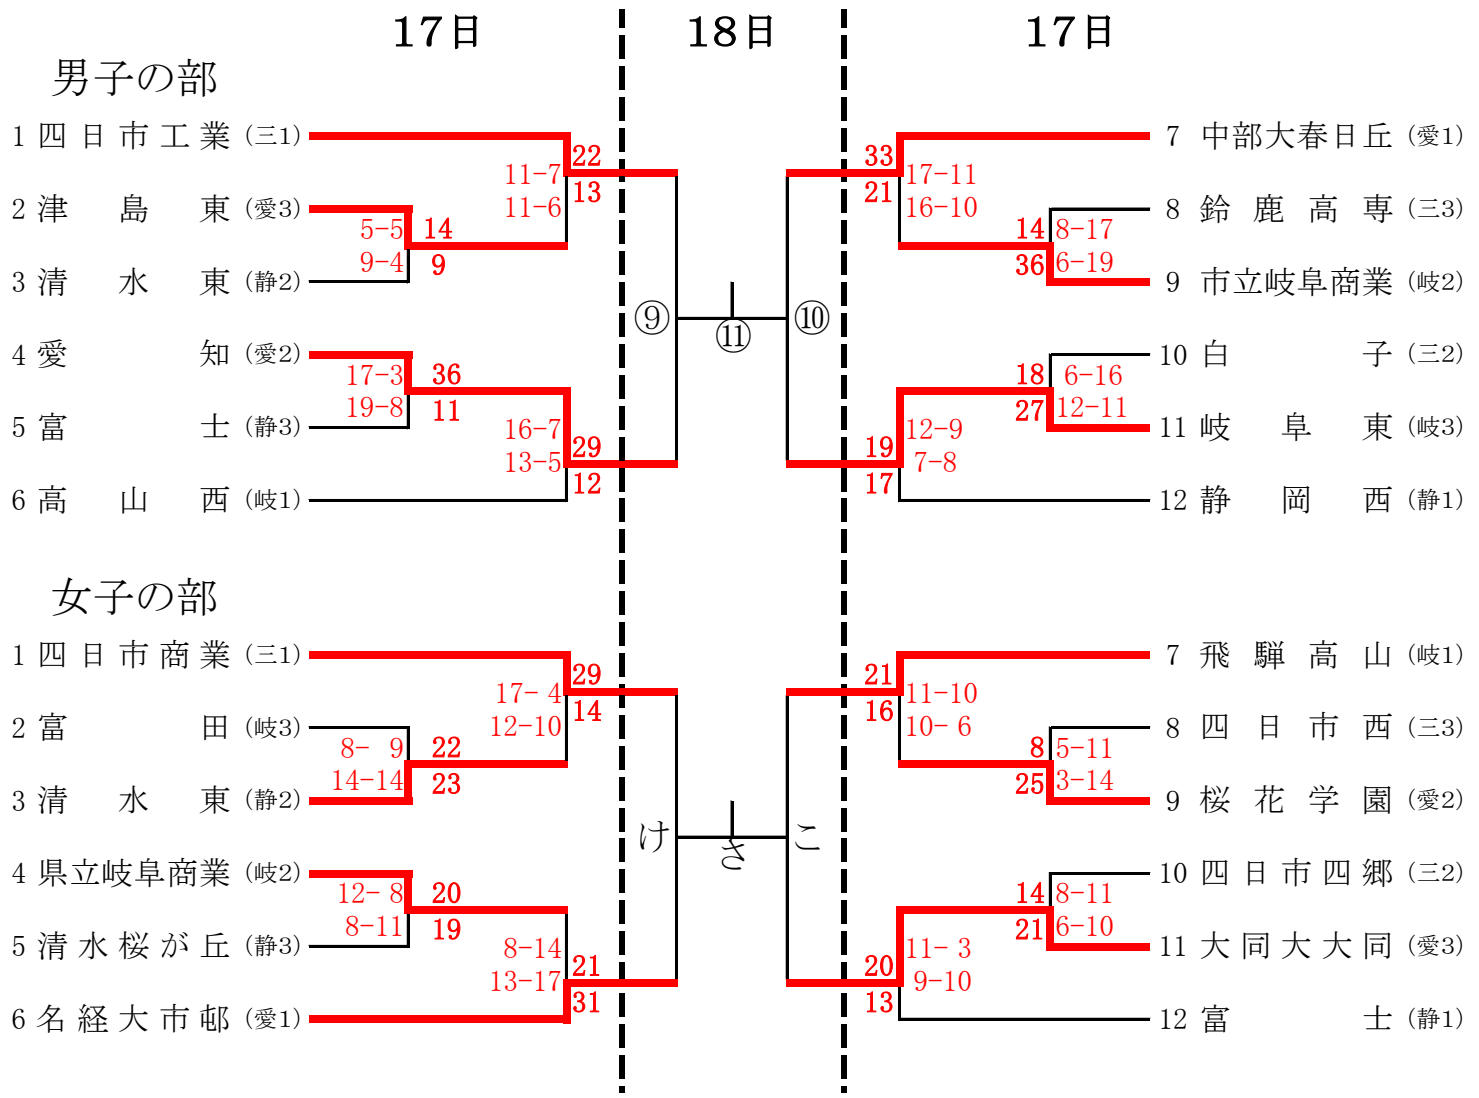 17日 18日 17日
男子の部
1 四日市工業 (三1)
22
11-7
13
11-6
2 津島東 (愛3)
5-5
14
9-4
9
3 清水東 (静2)
⑨
4 愛知 (愛2)
17-3
36
19-8
11
5 富士 (静3)
16-7
29
13-5
12
6 高山西 (岐1)
⑪
7 中部大春日丘 (愛1)
33
17-11
21
16-10
8 鈴鹿高専 (三3)
14
8-17
36
6-19
9 市立岐阜商業 (岐2)
⑩
10 白子 (三2)
18
6-16
27
12-11
11 岐阜東 (岐3)
12-9
19
7-8
17
12 静岡西 (静1)
女子の部
1 四日市商業 (三1)
29
17- 4
14
12-10
2 富田 (岐3)
8- 9
22
14-14
23
3 清水東 (静2)
け
4 県立岐阜商業 (岐2)
12- 8
20
8-11
19
5 清水桜が丘 (静3)
8-14
21
13-17
31
6 名経大市邨 (愛1)
さ
7 飛騨高山 (岐1)
21
11-10
16
10- 6
8 四日市西 (三3)
8
5-11
25
3-14
9 桜花学園 (愛2)
こ
10 四日市四郷 (三2)
14
8-11
21
6-10
11 大同大大同 (愛3)
11- 3
20
9-10
13
12 富士 (静1)